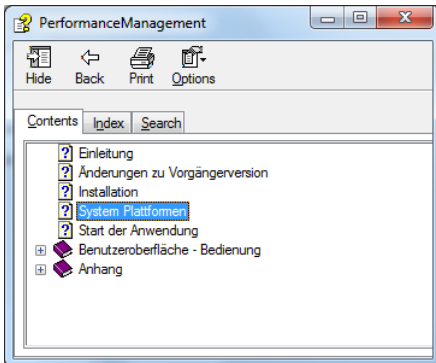 PerformanceManagement
Hide Back Print Options
Contents Index Search
Einleitung
Änderungen zu Vorgängerversion
Installation
System Plattformen
Start der Anwendung
Benutzeroberfläche - Bedienung
Anhang